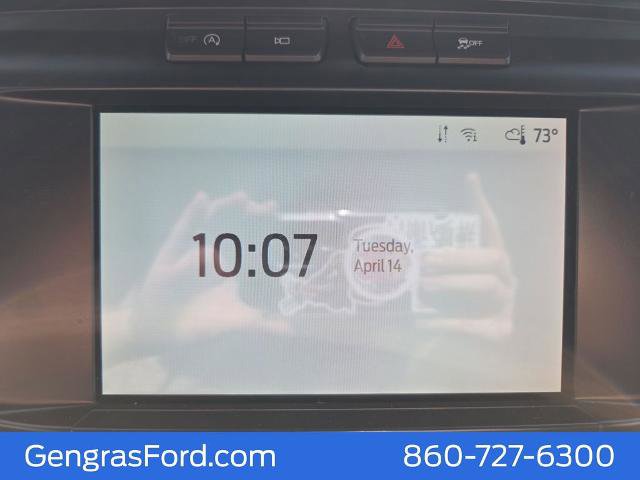 OFF A
OFF
73°
10:07
Tuesday,
April 14
GengrasFord.com
860-727-6300